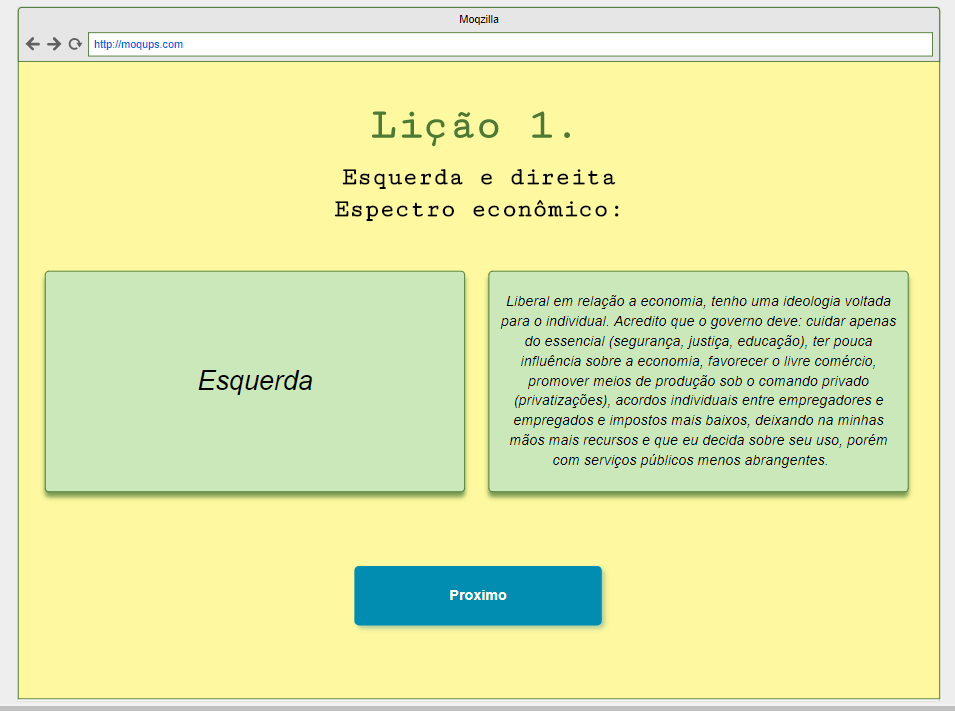 Moqzilla
http://moqups.com
Lição 1.
Esquerda e direita
Espectro econômico:
Esquerda
Liberal em relação a economia, tenho uma ideologia voltada
para o individual. Acredito que o governo deve: cuidar apenas
do essencial (segurança, justiça, educação), ter pouca
influência sobre a economia, favorecer o livre comércio,
promover meios de produção sob o comando privado
(privatizações), acordos individuais entre empregadores e
empregados e impostos mais baixos, deixando na minhas
mãos mais recursos e que eu decida sobre seu uso, porém
com serviços públicos menos abrangentes.
Proximo